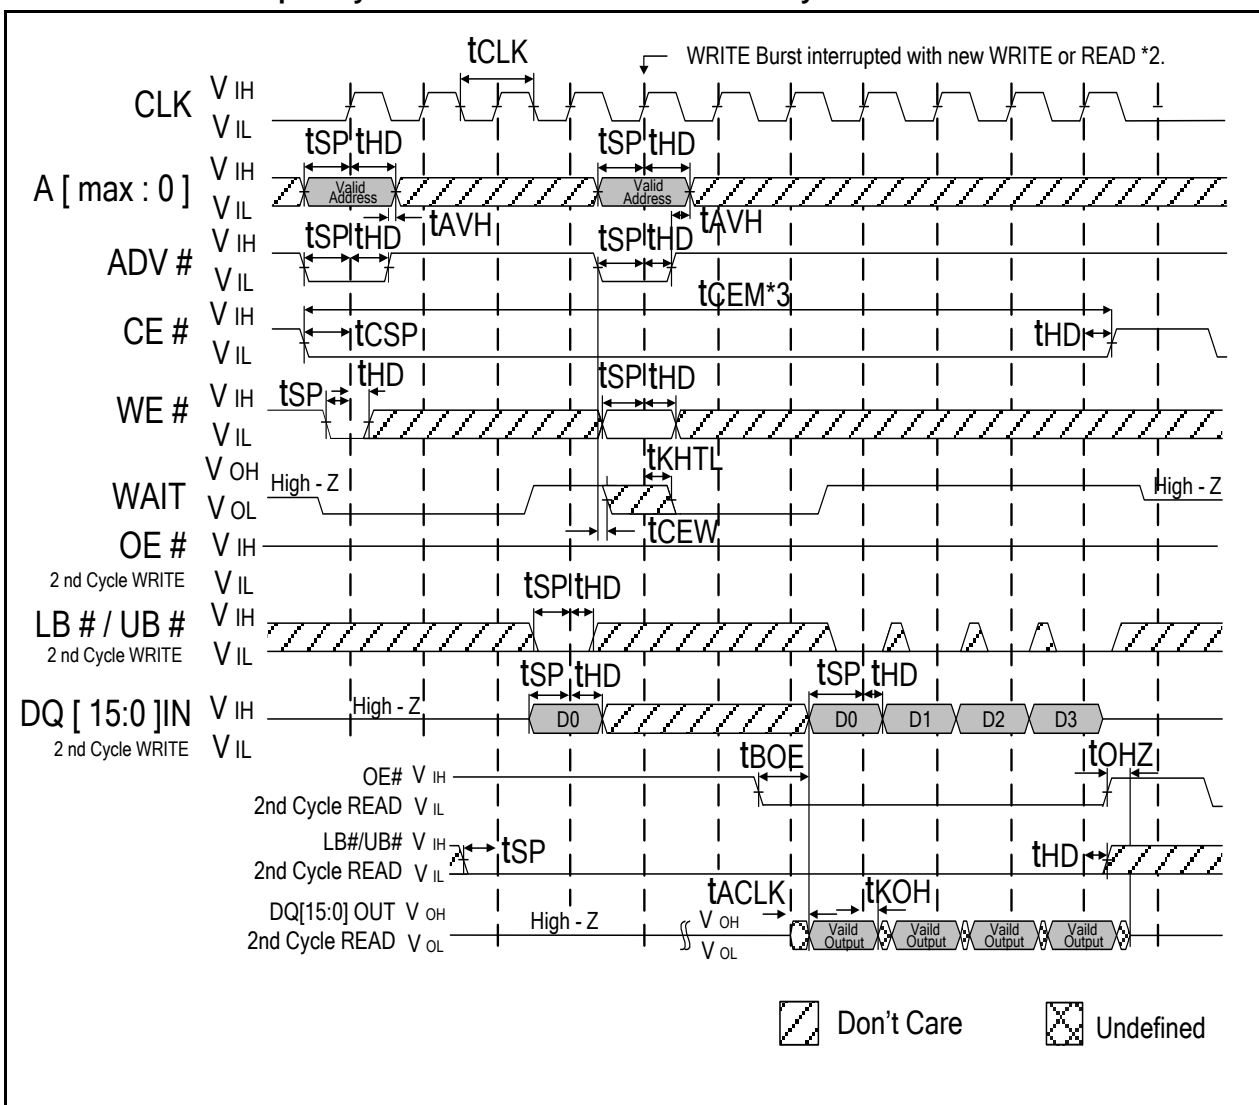 tCLK
WRITE Burst interrupted with new WRITE or READ *2.
CLK
V IH
V IL
tSP tHD
tSP tHD
A [ max : 0 ]
V IH
V IL
Valid
Address
Valid
Address
tAVH
tAVH
ADV #
V IH
V IL
tSP tHD
tSP tHD
tCEM*3
CE #
V IH
V IL
tCSP
tHD
WE #
V IH
V IL
tSP
tHD
tSP tHD
WAIT
V OH
V OL
High - Z
tKHTL
tCEW
High - Z
OE #
2 nd Cycle WRITE
V IH
V IL
LB # / UB #
2 nd Cycle WRITE
V IH
V IL
tSP tHD
DQ [ 15:0 ]IN
2 nd Cycle WRITE
V IH
V IL
High - Z
tSP tHD
D0
tSP tHD
D0 D1 D2 D3
OE# V IH
2nd Cycle READ V IL
tBOE
tOHZ
LB#/UB# V IH
2nd Cycle READ V IL
tSP
tHD
DQ[15:0] OUT V OH
2nd Cycle READ V OL
High - Z
V OH
V OL
tACLK
tKOH
Vaild
Output
Vaild
Output
Vaild
Output
Vaild
Output
Don't Care
Undefined